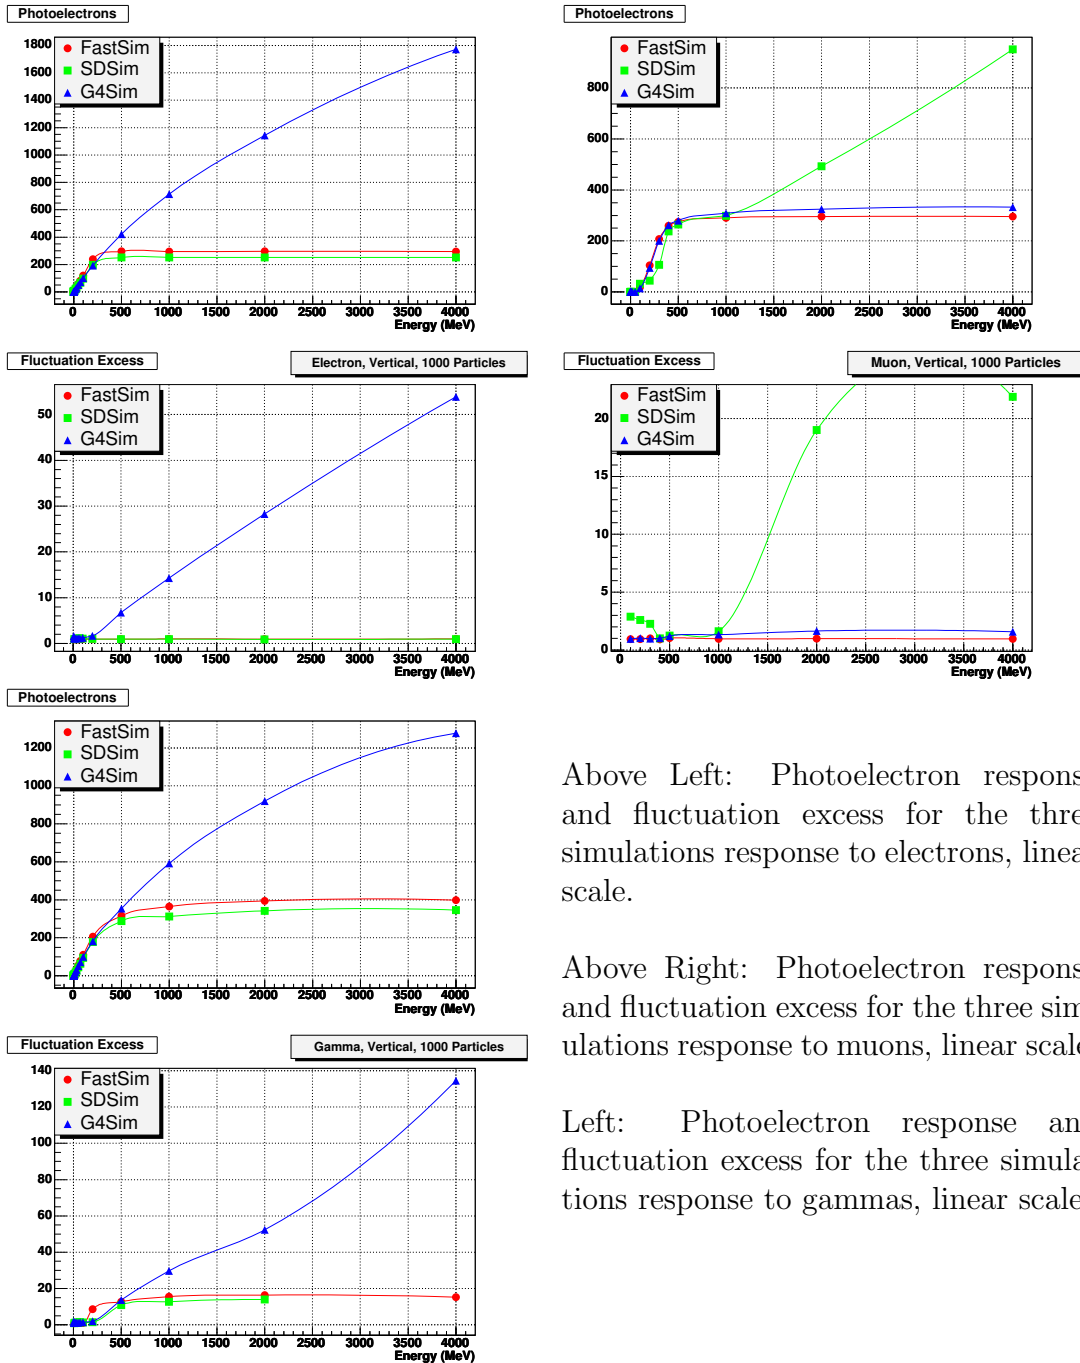 Photoelectrons
FastSim
SDSim
G4Sim
1800
1600
1400
1200
1000
800
600
400
200
0
0 500 1000 1500 2000 2500 3000 3500 4000
Energy (MeV)
Photoelectrons
FastSim
SDSim
G4Sim
800
600
400
200
0
0 500 1000 1500 2000 2500 3000 3500 4000
Energy (MeV)
Fluctuation Excess
Electron, Vertical, 1000 Particles
FastSim
SDSim
G4Sim
50
40
30
20
10
0
0 500 1000 1500 2000 2500 3000 3500 4000
Energy (MeV)
Fluctuation Excess
Muon, Vertical, 1000 Particles
FastSim
SDSim
G4Sim
20
15
10
5
0
0 500 1000 1500 2000 2500 3000 3500 4000
Energy (MeV)
Photoelectrons
FastSim
SDSim
G4Sim
1200
1000
800
600
400
200
0
0 500 1000 1500 2000 2500 3000 3500 4000
Energy (MeV)
Fluctuation Excess
Gamma, Vertical, 1000 Particles
FastSim
SDSim
G4Sim
140
120
100
80
60
40
20
0
0 500 1000 1500 2000 2500 3000 3500 4000
Energy (MeV)
Above Left: Photoelectron respons
and fluctuation excess for the thre
simulations response to electrons, linea
scale.
Above Right: Photoelectron respons
and fluctuation excess for the three sim
ulations response to muons, linear scale
Left: Photoelectron response an
fluctuation excess for the three simula
tions response to gammas, linear scale